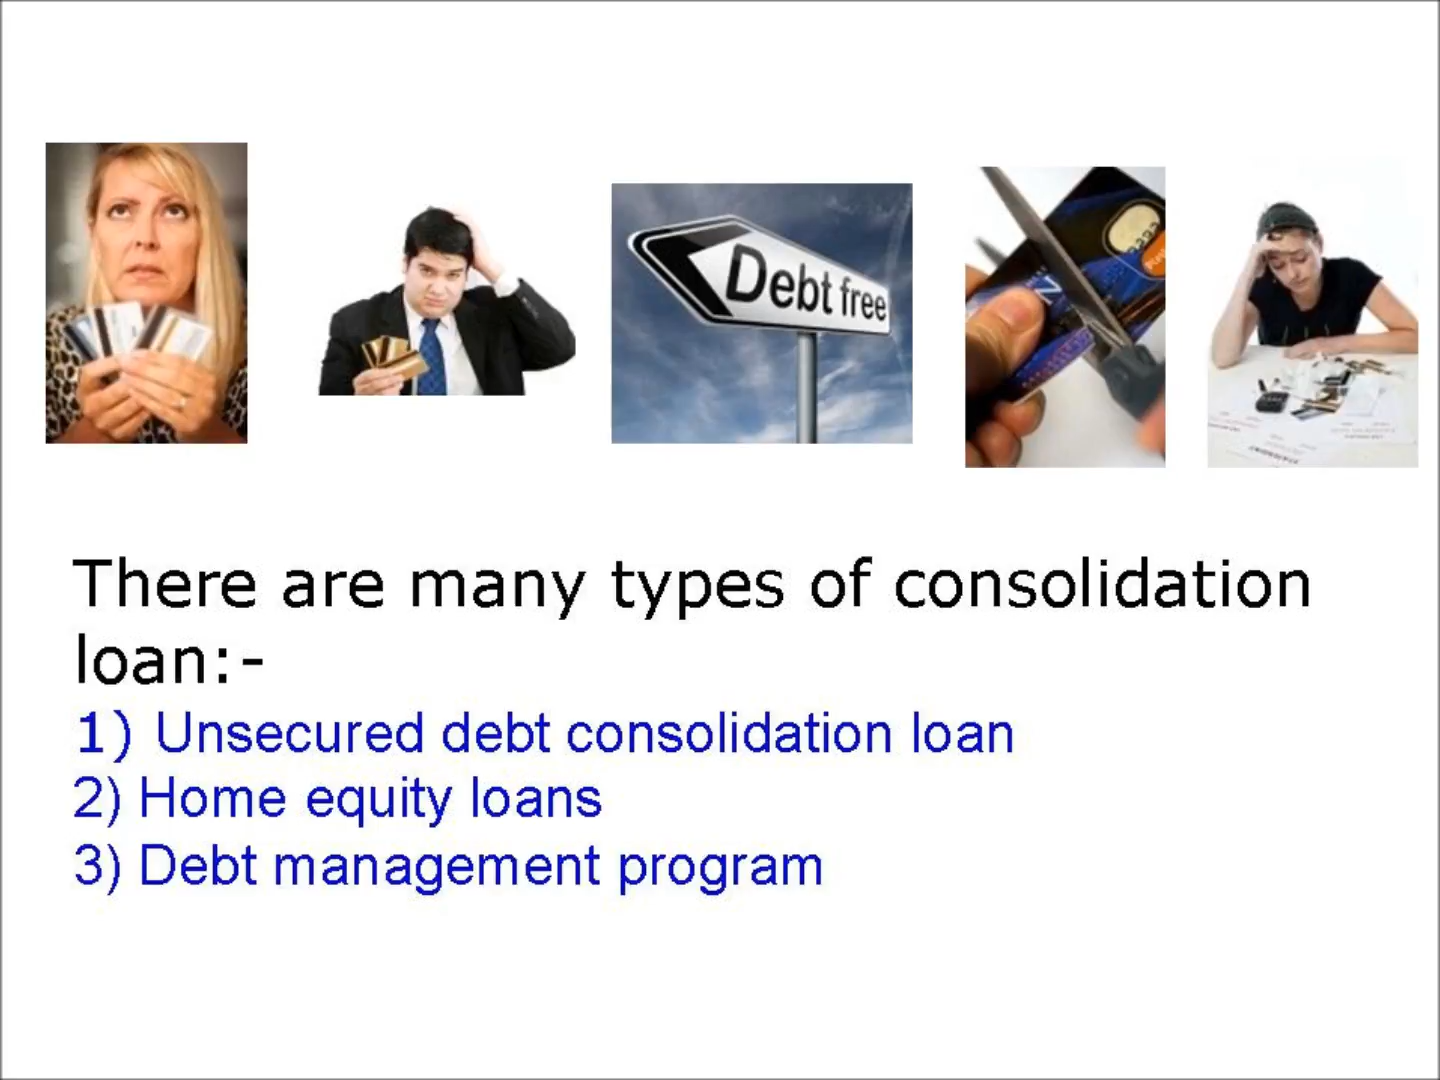 Debt free
There are many types of consolidation
loan:-
1) Unsecured debt consolidation loan
2) Home equity loans
3) Debt management program